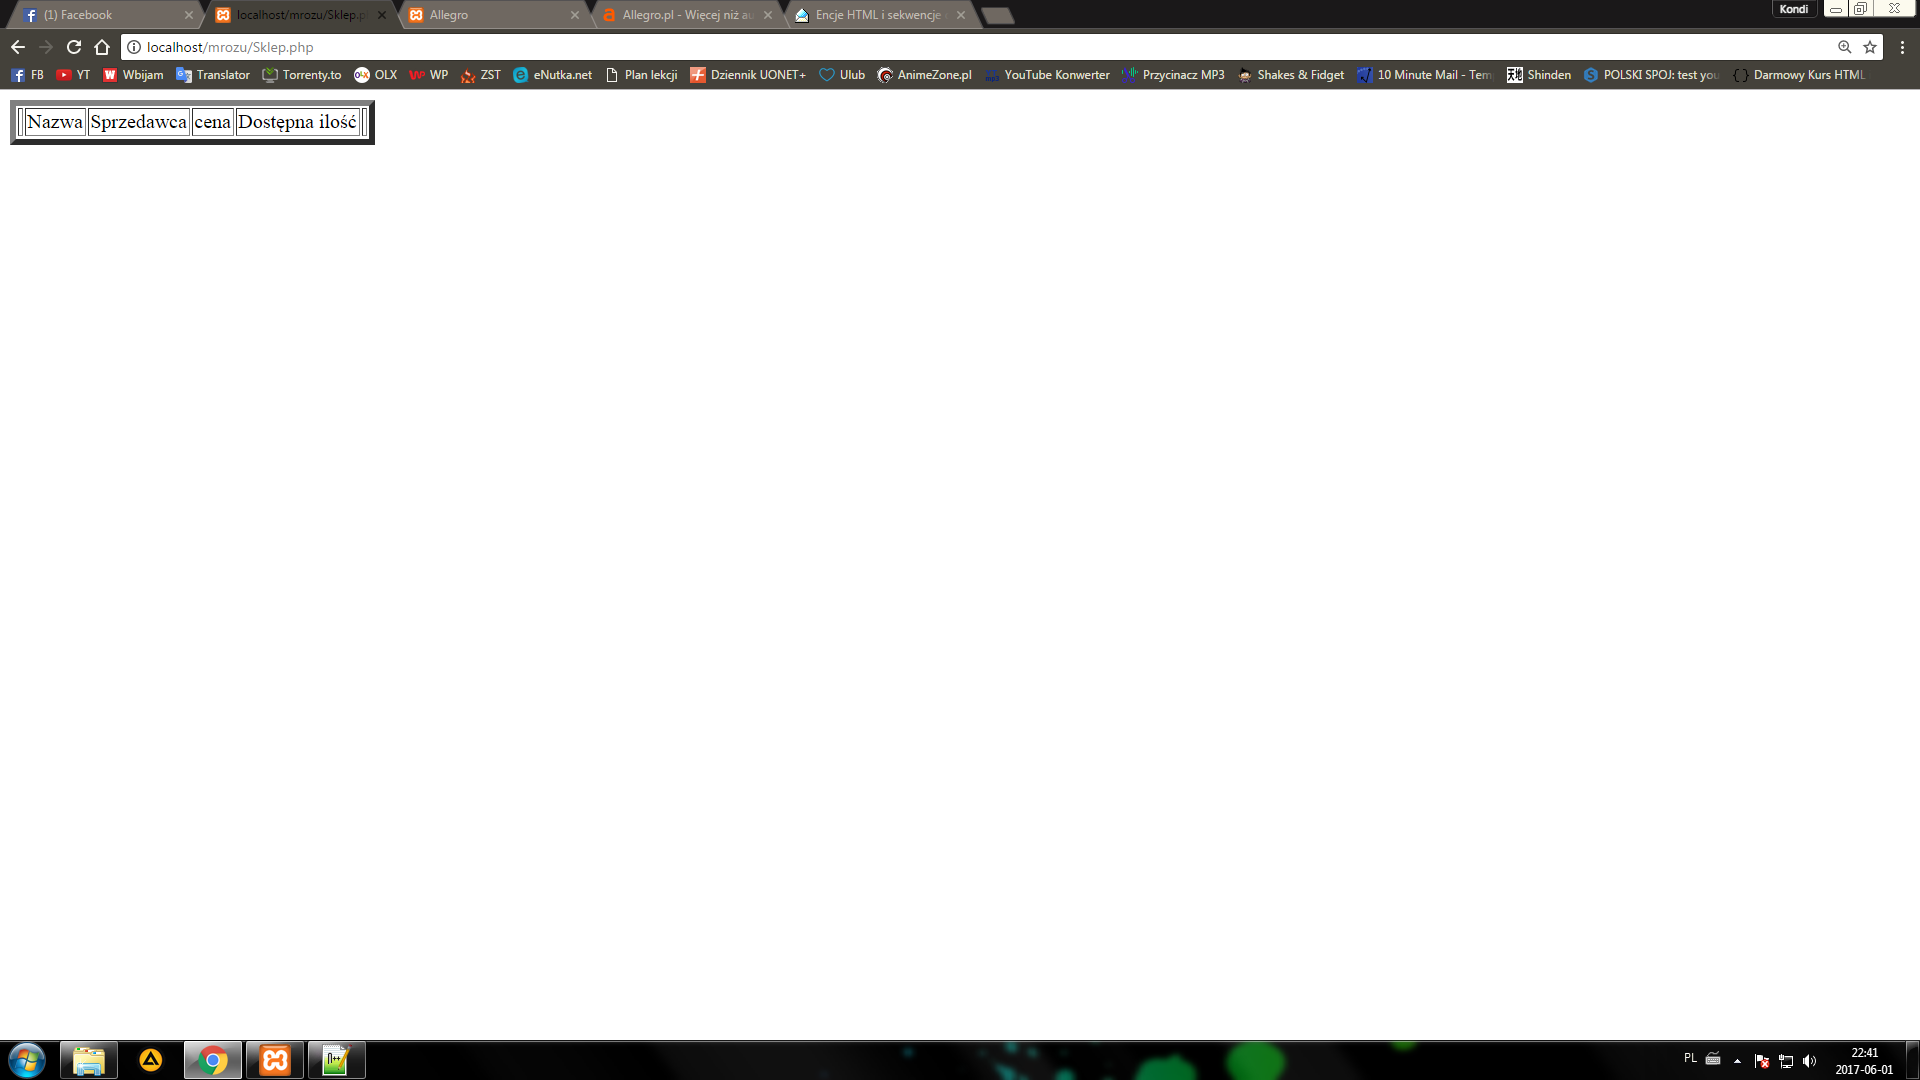 (1) Facebook
localhost/mrozu/Sklep.p
Allegro
Allegro.pl - Więcej niż au
Encje HTML i sekwencje
Kondi
localhost/mrozu/Sklep.php
FB YT Wbijam Translator Torrenty.to OLX WP ZST eNutka.net Plan lekcji Dziennik UONET+ Ulub AnimeZone.pl YouTube Konwerter Przycinacz MP3 Shakes & Fidget 10 Minute Mail - Tem Shinden POLSKI SPOJ: test you Darmowy Kurs HTML
Nazwa Sprzedawca cena Dostępna ilość
PL
22:41
2017-06-01